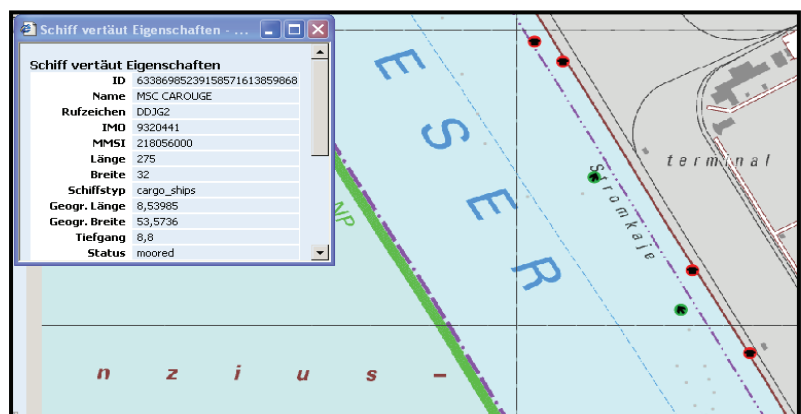 Schiff vertäut Eigenschaften - ...
Schiff vertäut Eigenschaften
ID 63386985239158571613859868
Name MSC CAROUGE
Rufzeichen DDJG2
IMO 9320441
MMSI 218056000
Länge 275
Breite 32
Schiffstyp cargo_ships
Geogr. Länge 8,53985
Geogr. Breite 53,5736
Tiefgang 8,8
Status moored
E S E R
NP
Stromkaje
terminal
n z i u s -